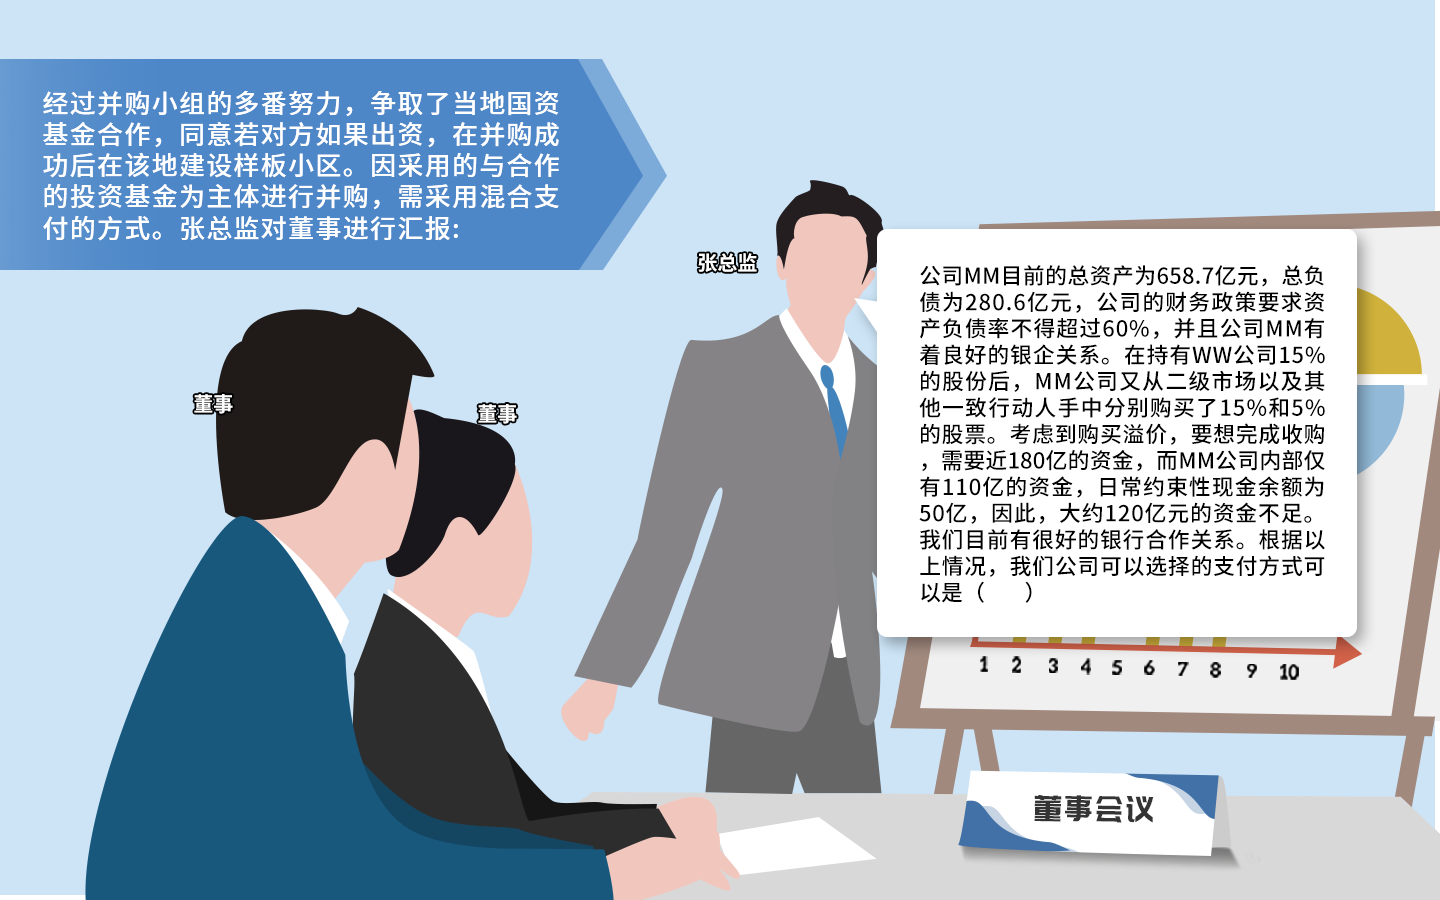 经过并购小组的多番努力，争取了当地国资
基金合作，同意若对方如果出资，在并购成
功后在该地建设样板小区。因采用的与合作
的投资基金为主体进行并购，需采用混合支
付的方式。张总监对董事进行汇报:
张总监
公司MM目前的总资产为658.7亿元，总负
债为280.6亿元，公司的财务政策要求资
产负债率不得超过60%，并且公司MM有
着良好的银企关系。在持有WW公司15%
的股份后，MM公司又从二级市场以及其
他一致行动人手中分别购买了15%和5%
的股票。考虑到购买溢价，要想完成收购
，需要近180亿的资金，而MM公司内部仅
有110亿的资金，日常约束性现金余额为
50亿，因此，大约120亿元的资金不足。
我们目前有很好的银行合作关系。根据以
上情况，我们公司可以选择的支付方式可
以是（　　）
董事
董事
1 2 3 4 5 6 7 8 9 10
董事会议